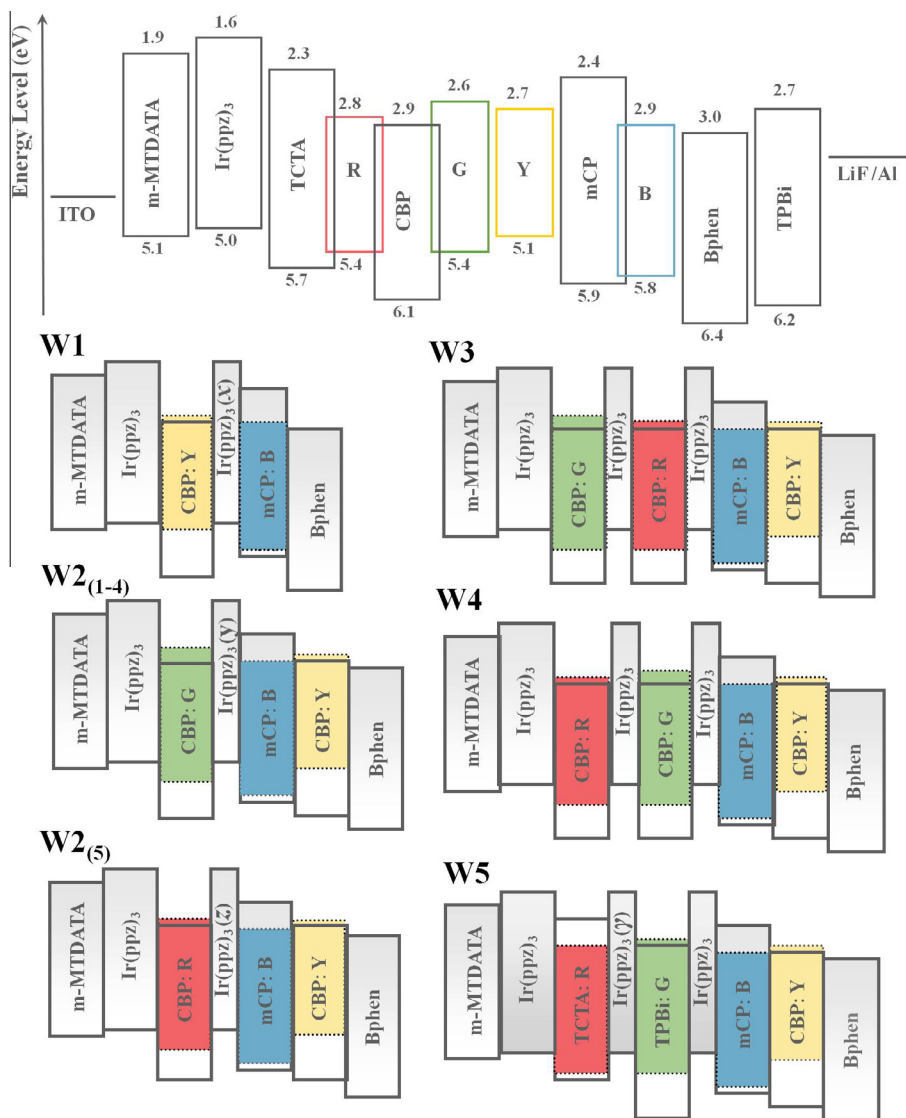 Energy Level (eV)
1.9
1.6
2.3
2.8
2.9
2.6
2.7
2.4
2.9
3.0
2.7
ITO
m-MTDATA
Ir(ppz)3
TCTA
R
CBP
G
Y
mCP
B
Bphen
TPBi
LiF/Al
5.1
5.0
5.7
5.4
6.1
5.4
5.1
5.9
5.8
6.4
6.2
W1
m-MTDATA
Ir(ppz)3
CBP: Y
Ir(ppz)3(x)
mCP: B
Bphen
W3
m-MTDATA
Ir(ppz)3
CBP: G
Ir(ppz)3
CBP: R
Ir(ppz)3
mCP: B
CBP: Y
Bphen
W2(1-4)
m-MTDATA
Ir(ppz)3
CBP: G
Ir(ppz)3(y)
mCP: B
CBP: Y
Bphen
W4
m-MTDATA
Ir(ppz)3
CBP: R
Ir(ppz)3
CBP: G
Ir(ppz)3
mCP: B
CBP: Y
Bphen
W2(5)
m-MTDATA
Ir(ppz)3
CBP: R
Ir(ppz)3(z)
mCP: B
CBP: Y
Bphen
W5
m-MTDATA
Ir(ppz)3
TCTA: R
Ir(ppz)3(γ)
TPBi: G
Ir(ppz)3
mCP: B
CBP: Y
Bphen